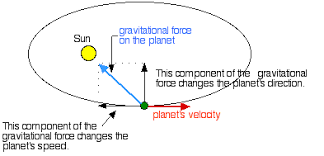 gravitational force
on the planet
Sun
This component of the gravitational
force changes the planet's direction.
planet's velocity
This component of the
gravitational force changes the
planet's speed.